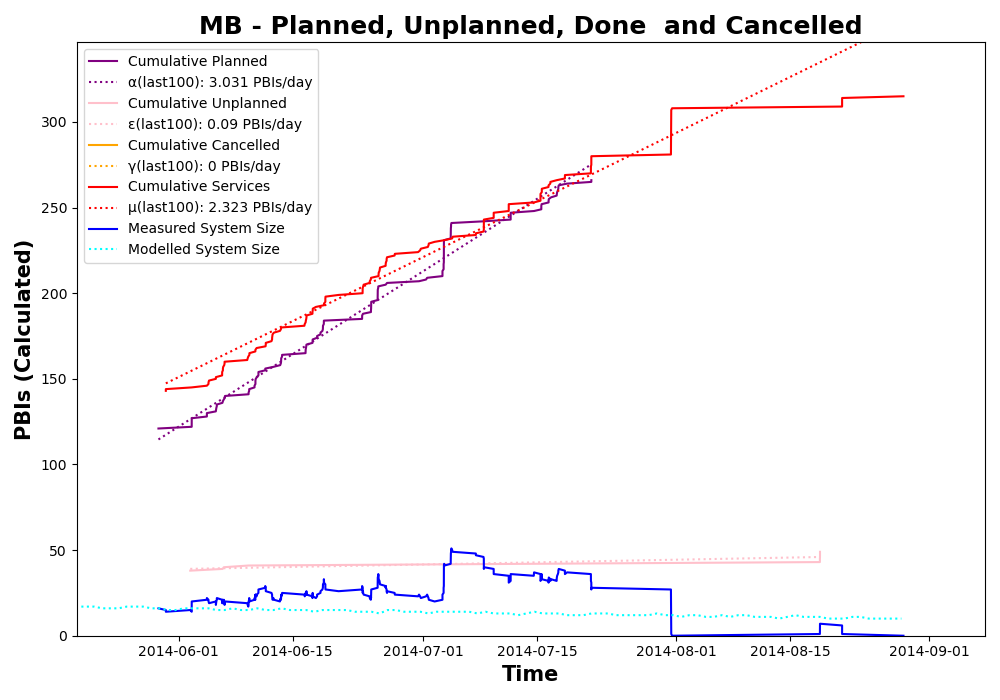 MB - Planned, Unplanned, Done  and Cancelled
Cumulative Planned
α(last100): 3.031 PBIs/day
Cumulative Unplanned
ε(last100): 0.09 PBIs/day
Cumulative Cancelled
γ(last100): 0 PBIs/day
Cumulative Services
μ(last100): 2.323 PBIs/day
Measured System Size
Modelled System Size
PBIs (Calculated)
300
250
200
150
100
50
0
2014-06-01
2014-06-15
2014-07-01
2014-07-15
2014-08-01
2014-08-15
2014-09-01
Time